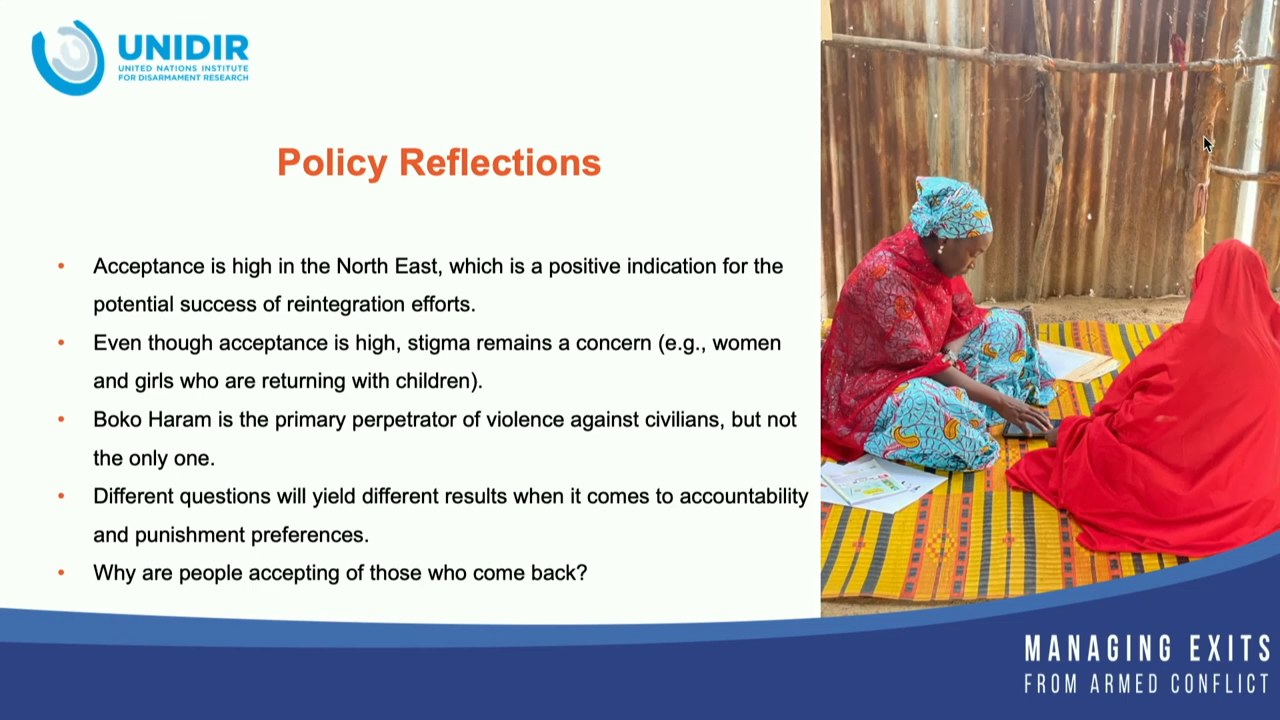 UNIDIR
UNITED NATIONS INSTITUTE
FOR DISARMAMENT RESEARCH
Policy Reflections
• Acceptance is high in the North East, which is a positive indication for the
potential success of reintegration efforts.
• Even though acceptance is high, stigma remains a concern (e.g., women
and girls who are returning with children).
• Boko Haram is the primary perpetrator of violence against civilians, but not
the only one.
• Different questions will yield different results when it comes to accountability
and punishment preferences.
• Why are people accepting of those who come back?
MANAGING EXITS
FROM ARMED CONFLICT